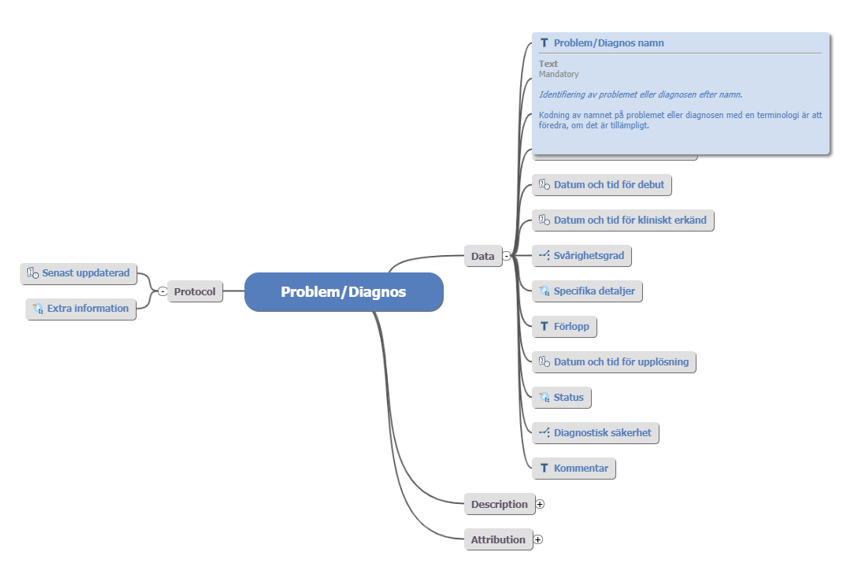 Problem/Diagnos namn
Text
Mandatory
Identifiering av problemet eller diagnosen efter namn.
Kodning av namnet på problemet eller diagnosen med en terminologi är att
föredra, om det är tillämpligt.
Datum och tid för debut
Datum och tid för kliniskt erkänd
Data
Svårighetsgrad
Senast uppdaterad
Protocol
Problem/Diagnos
Specifika detaljer
Extra information
Förlopp
Datum och tid för upplösning
Status
Diagnostisk säkerhet
Kommentar
Description
Attribution